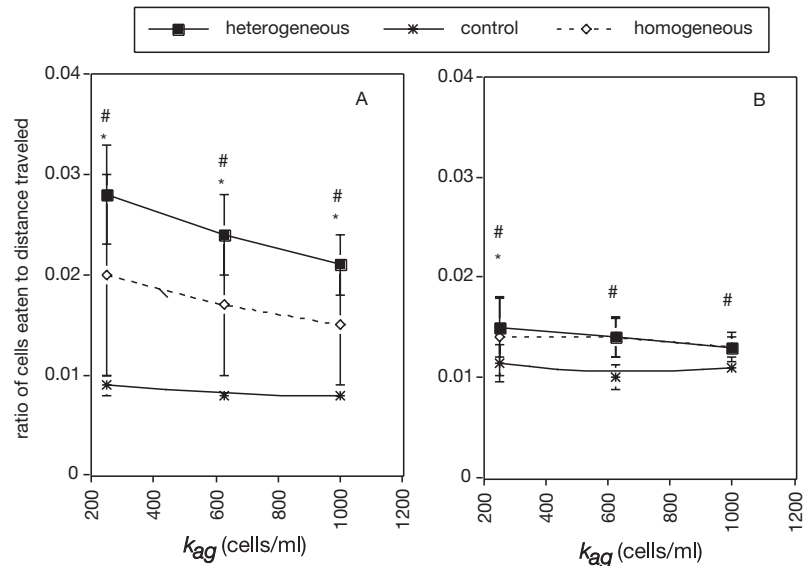 heterogeneous control homogeneous
ratio of cells eaten to distance traveled
0.04
0.03
0.02
0.01
0
A
#
*
#
*
#
*
200 400 600 800 1000 1200
kag (cells/ml)
0.04
0.03
0.02
0.01
0
B
#
*
#
#
200 400 600 800 1000 1200
kag (cells/ml)